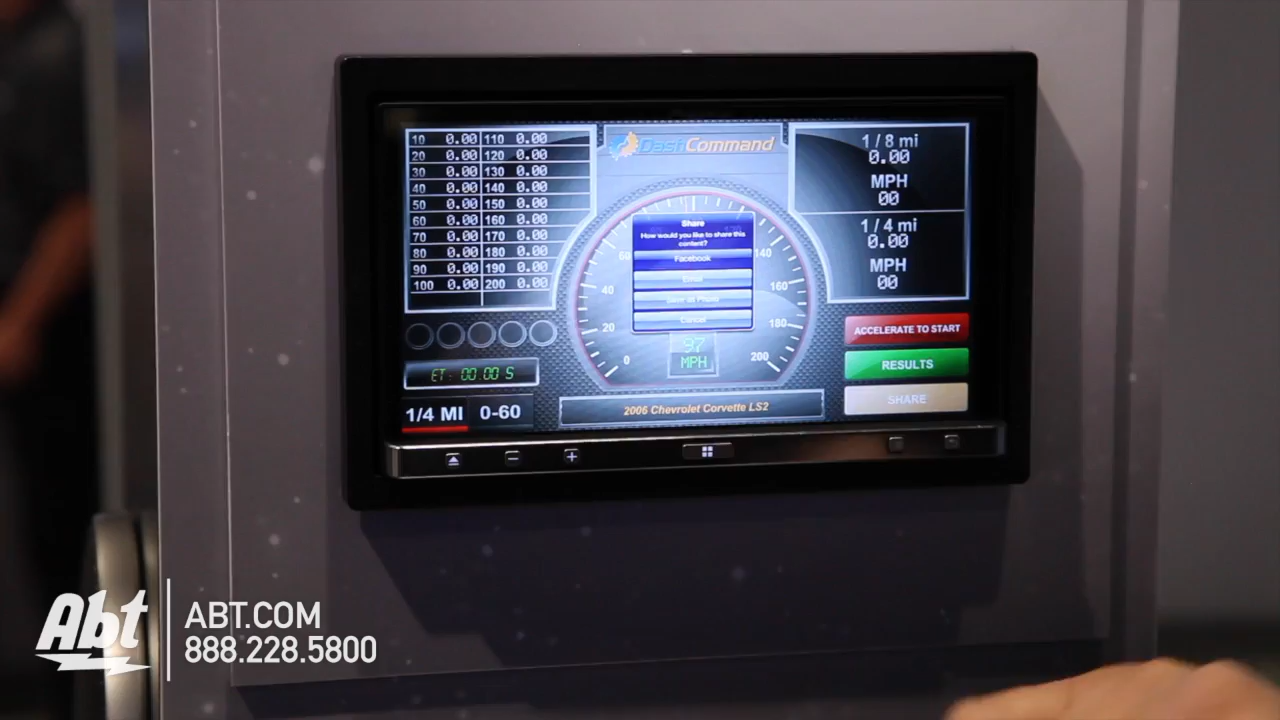 10 0.00 110 0.00
20 0.00 120 0.00
30 0.00 130 0.00
40 0.00 140 0.00
50 0.00 150 0.00
60 0.00 160 0.00
70 0.00 170 0.00
80 0.00 180 0.00
90 0.00 190 0.00
100 0.00 200 0.00
DashCommand
1/8 mi
0.00
MPH
00
1/4 mi
0.00
MPH
00
Share
How would you like to share this
content?
Facebook
Email
Save as Photo
Cancel
0
20
40
60
140
160
180
200
97
MPH
ET: 00.00 S
1/4 MI 0-60
2006 Chevrolet Corvette LS2
ACCELERATE TO START
RESULTS
SHARE
Abt
ABT.COM
888.228.5800